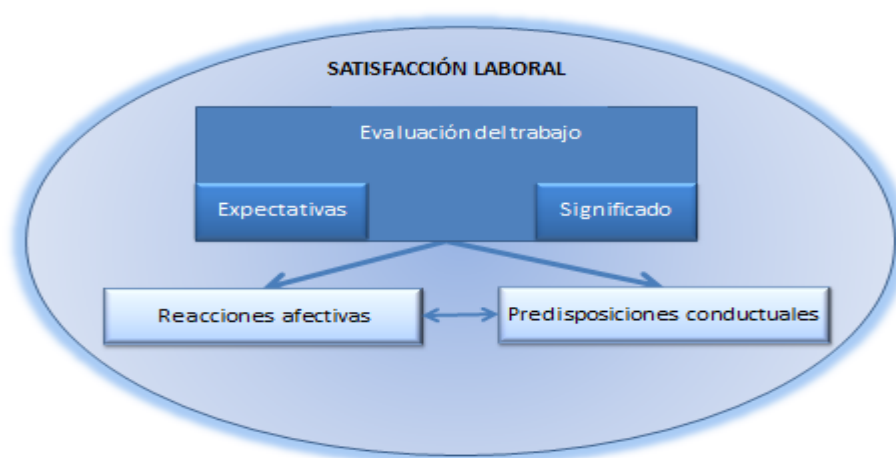 SATISFACCIÓN LABORAL
Evaluación del trabajo
Expectativas
Significado
Reacciones afectivas
Predisposiciones conductuales